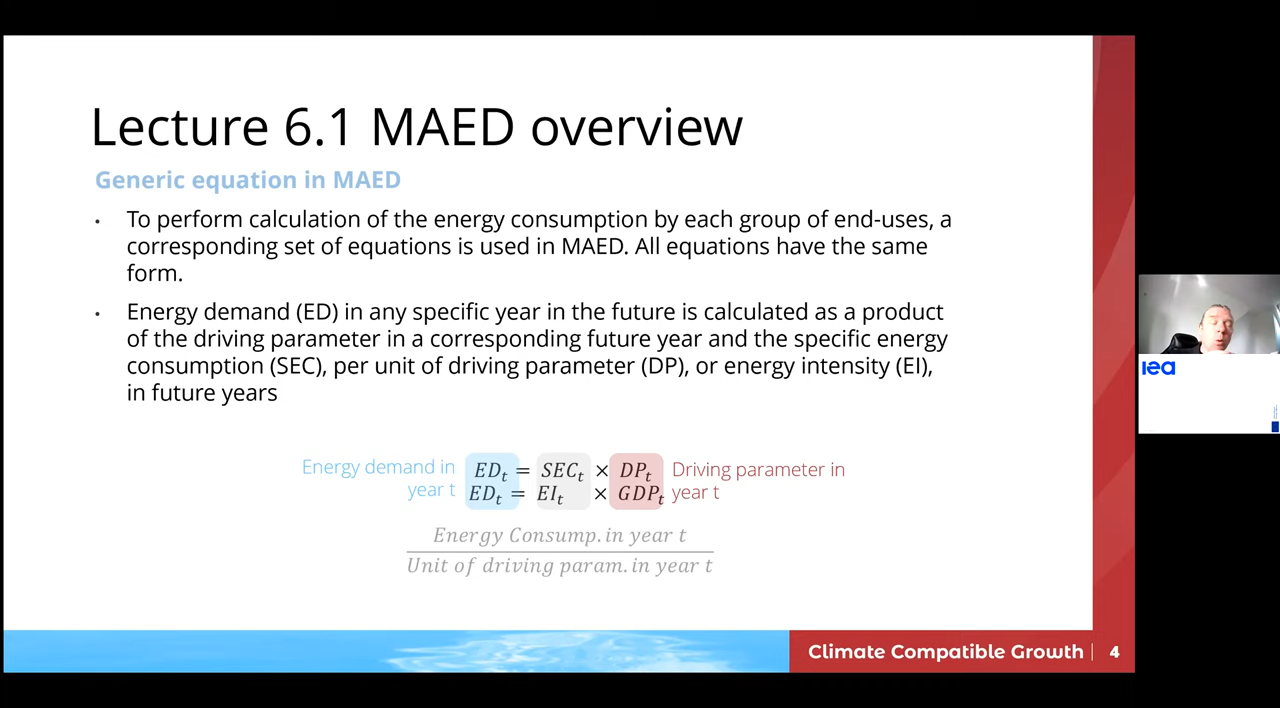 Lecture 6.1 MAED overview
Generic equation in MAED
• To perform calculation of the energy consumption by each group of end-uses, a
corresponding set of equations is used in MAED. All equations have the same
form.
• Energy demand (ED) in any specific year in the future is calculated as a product
of the driving parameter in a corresponding future year and the specific energy
consumption (SEC), per unit of driving parameter (DP), or energy intensity (EI),
in future years
Energy demand in
year t
ED_t = SEC_t × DP_t
ED_t = EI_t × GDP_t
Driving parameter in
year t
Energy Consump. in year t
Unit of driving param. in year t
Climate Compatible Growth | 4
iea